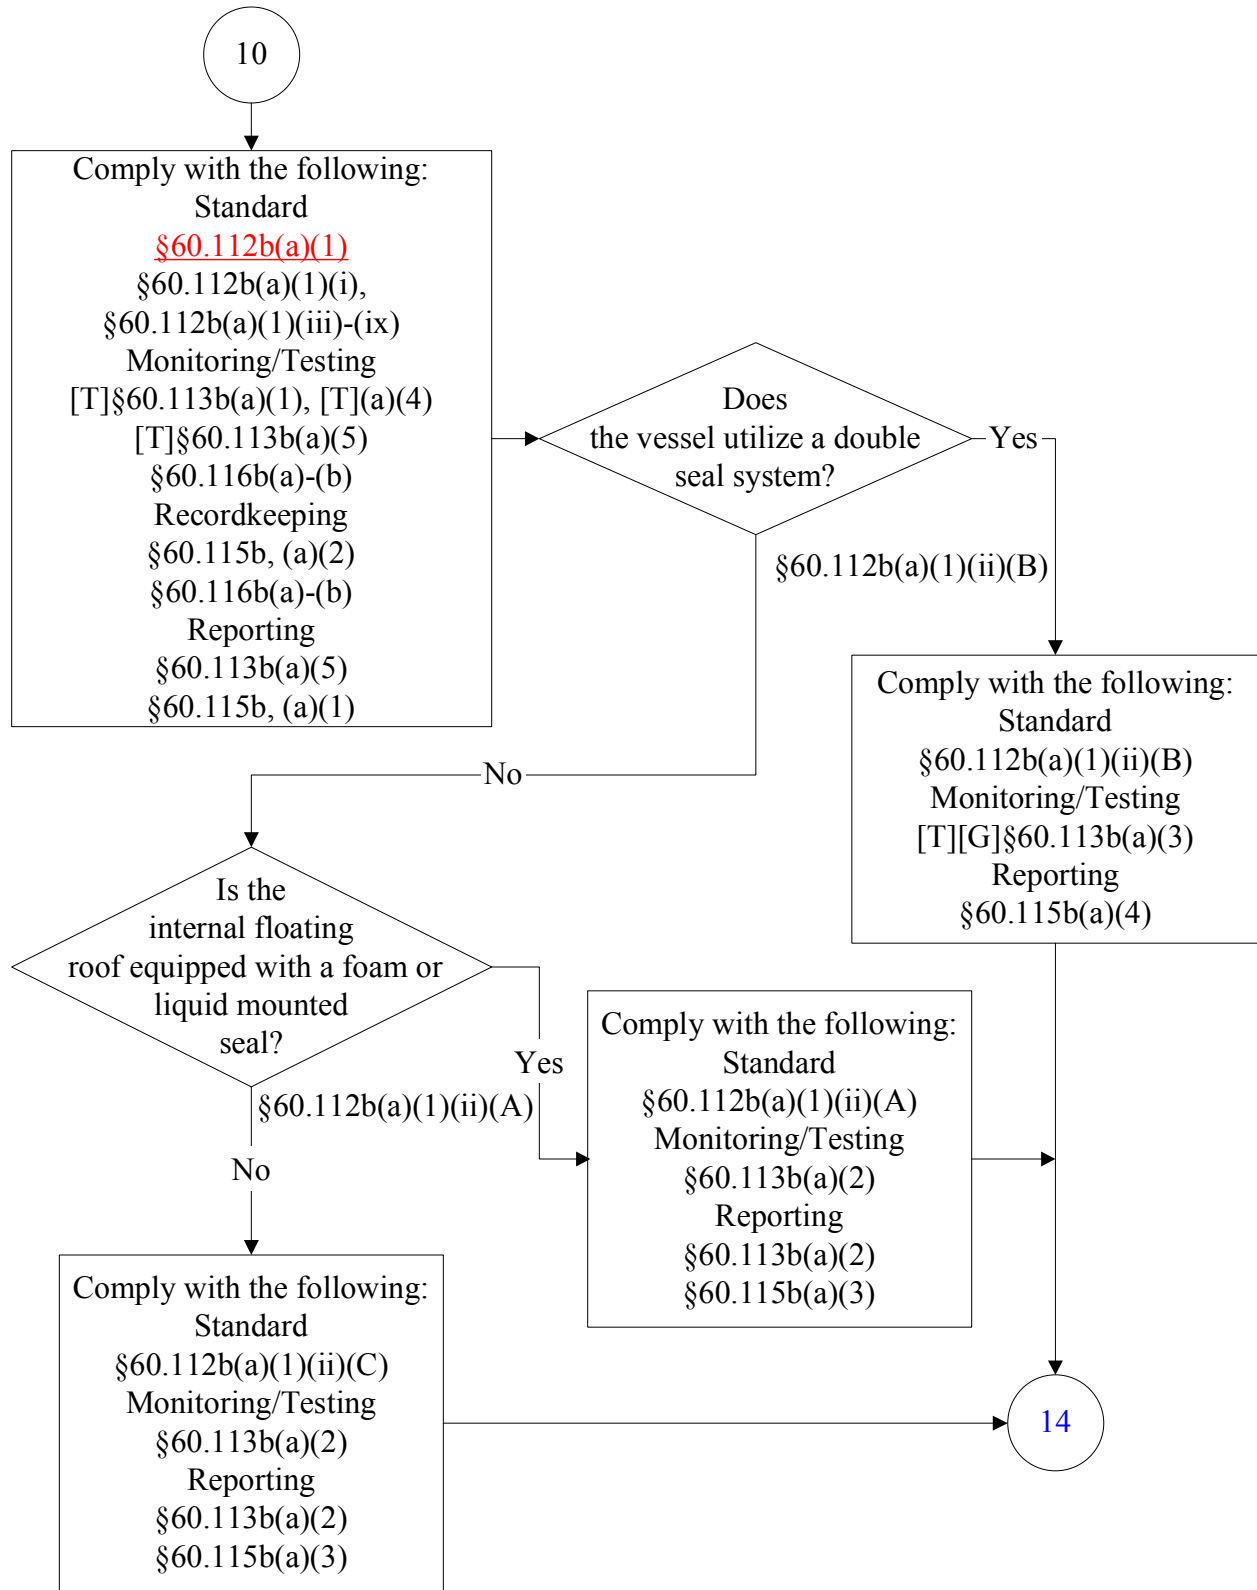 10
Comply with the following:
Standard
§60.112b(a)(1)
§60.112b(a)(1)(i),
§60.112b(a)(1)(iii)-(ix)
Monitoring/Testing
[T]§60.113b(a)(1), [T](a)(4)
[T]§60.113b(a)(5)
§60.116b(a)-(b)
Recordkeeping
§60.115b, (a)(2)
§60.116b(a)-(b)
Reporting
§60.113b(a)(5)
§60.115b, (a)(1)
Does
the vessel utilize a double
seal system?
Yes
§60.112b(a)(1)(ii)(B)
No
Comply with the following:
Standard
§60.112b(a)(1)(ii)(B)
Monitoring/Testing
[T][G]§60.113b(a)(3)
Reporting
§60.115b(a)(4)
Is the
internal floating
roof equipped with a foam or
liquid mounted
seal?
Yes
§60.112b(a)(1)(ii)(A)
No
Comply with the following:
Standard
§60.112b(a)(1)(ii)(A)
Monitoring/Testing
§60.113b(a)(2)
Reporting
§60.113b(a)(2)
§60.115b(a)(3)
Comply with the following:
Standard
§60.112b(a)(1)(ii)(C)
Monitoring/Testing
§60.113b(a)(2)
Reporting
§60.113b(a)(2)
§60.115b(a)(3)
14